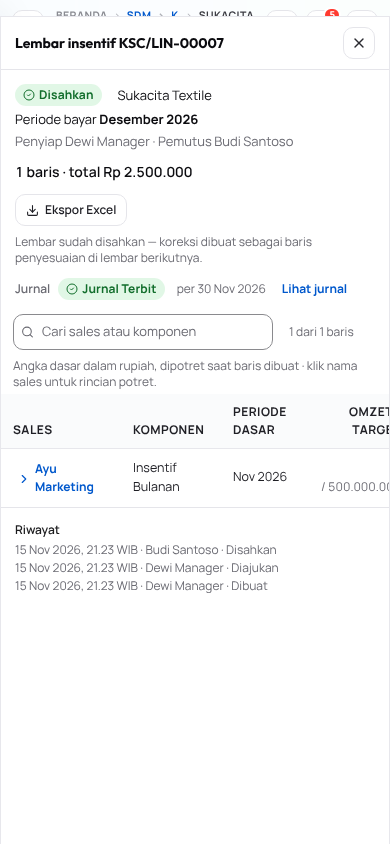 BERANDA > SDM > K > SUKACITA
5
Lembar insentif KSC/LIN-00007
Disahkan Sukacita Textile
Periode bayar Desember 2026
Penyiap Dewi Manager · Pemutus Budi Santoso
1 baris · total Rp 2.500.000
Ekspor Excel
Lembar sudah disahkan — koreksi dibuat sebagai baris
penyesuaian di lembar berikutnya.
Jurnal Jurnal Terbit per 30 Nov 2026 Lihat jurnal
Cari sales atau komponen 1 dari 1 baris
Angka dasar dalam rupiah, dipotret saat baris dibuat · klik nama
sales untuk rincian potret.
PERIODE OMZET
SALES KOMPONEN DASAR TARGE
Ayu Insentif
Marketing Bulanan Nov 2026 / 500.000.00
Riwayat
15 Nov 2026, 21.23 WIB · Budi Santoso · Disahkan
15 Nov 2026, 21.23 WIB · Dewi Manager · Diajukan
15 Nov 2026, 21.23 WIB · Dewi Manager · Dibuat